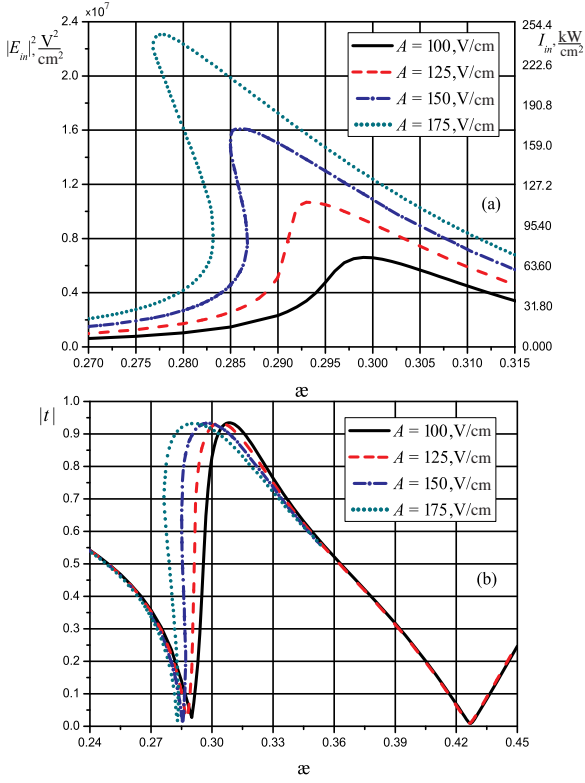 ×10⁷
|E_in|², V²/cm²
I_in, kW/cm²
2.4
2.0
1.6
1.2
0.8
0.4
0.0
254.4
222.6
190.8
159.0
127.2
9540
6360
31.80
0.000
A = 100, V/cm
A = 125, V/cm
A = 150, V/cm
A = 175, V/cm
(a)
0.270 0.275 0.280 0.285 0.290 0.295 0.300 0.305 0.310 0.315
æ
|t|
1.0
0.9
0.8
0.7
0.6
0.5
0.4
0.3
0.2
0.1
0.0
A = 100, V/cm
A = 125, V/cm
A = 150, V/cm
A = 175, V/cm
(b)
0.24 0.27 0.30 0.33 0.36 0.39 0.42 0.45
æ